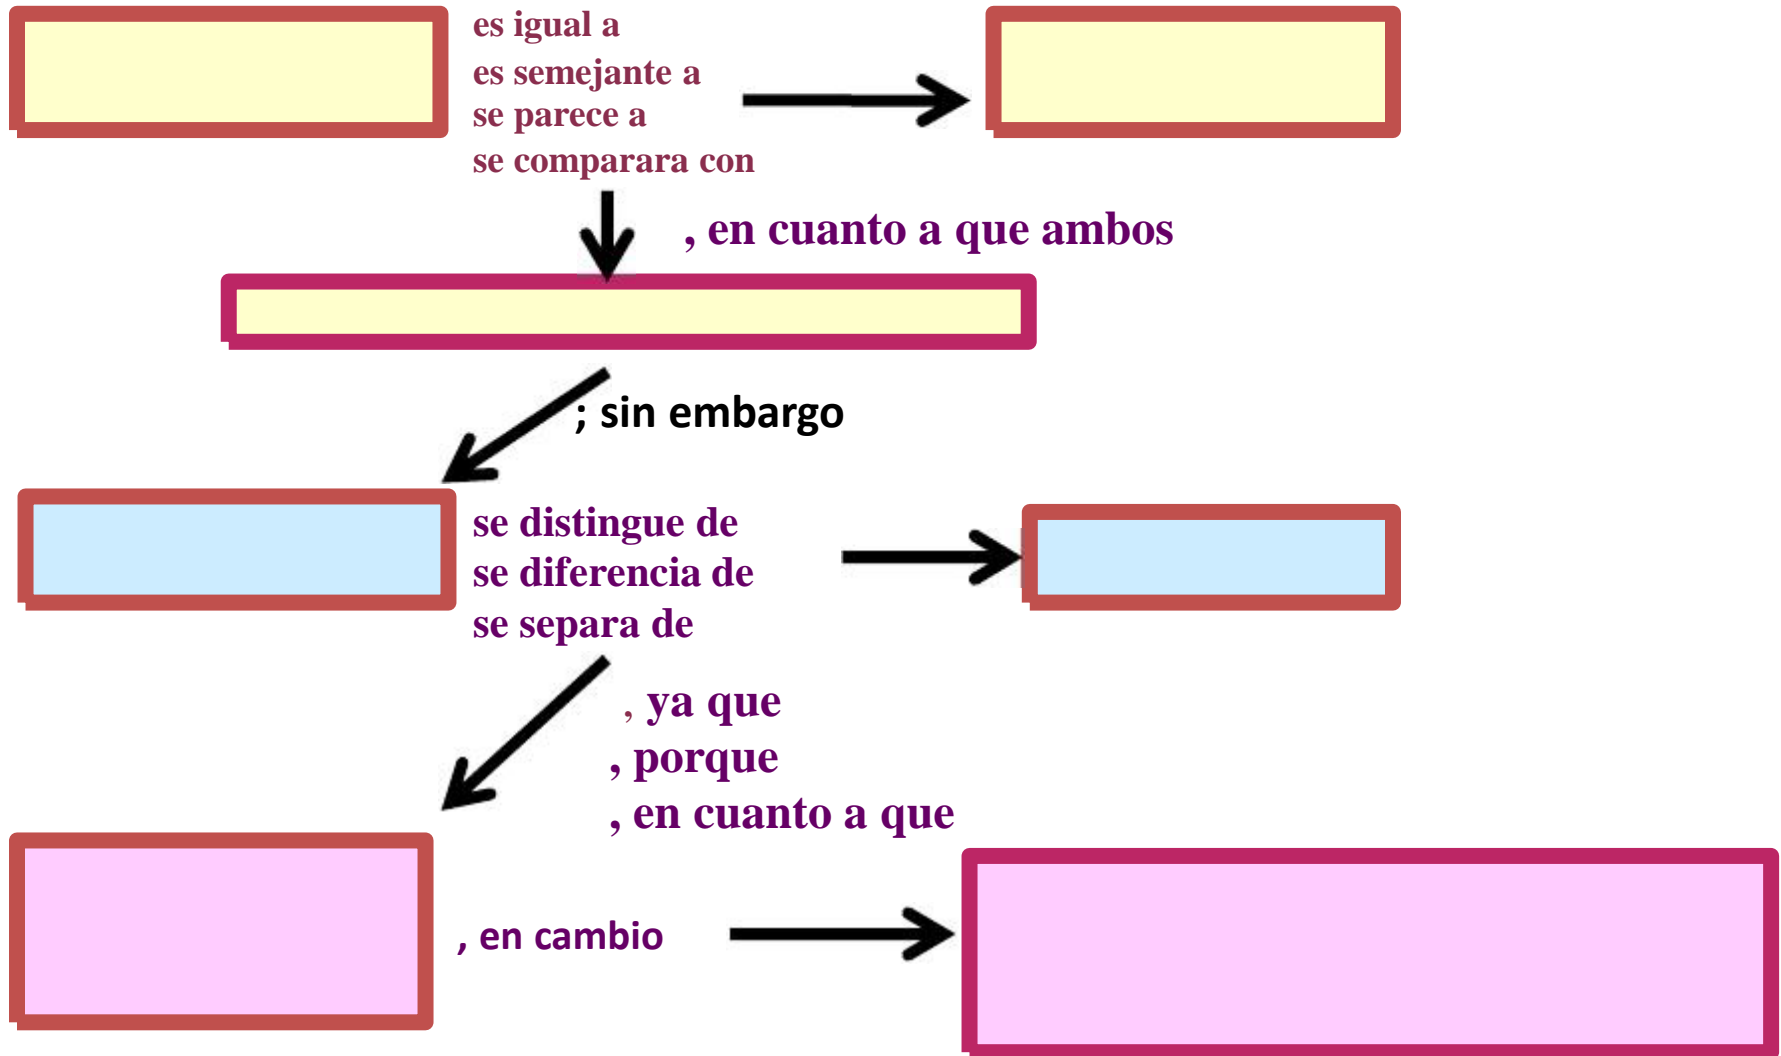 es igual a
es semejante a
se parece a
se comparara con
, en cuanto a que ambos
; sin embargo
se distingue de
se diferencia de
se separa de
, ya que
, porque
, en cuanto a que
, en cambio